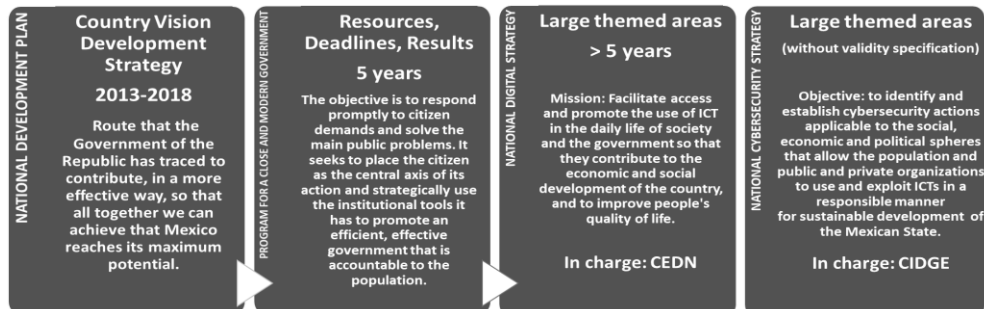 NATIONAL DEVELOPMENT PLAN
Country Vision
Development
Strategy
2013-2018
Route that the
Government of the
Republic has traced to
contribute, in a more
effective way, so that
all together we can
achieve that Mexico
reaches its maximum
potential.
PROGRAM FOR A CLOSE AND MODERN GOVERNMENT
Resources,
Deadlines, Results
5 years
The objective is to respond
promptly to citizen
demands and solve the
main public problems. It
seeks to place the citizen
as the central axis of its
action and strategically use
the institutional tools it
has to promote an
efficient, effective
government that is
accountable to the
population.
NATIONAL DIGITAL STRATEGY
Large themed areas
> 5 years
Mission: Facilitate access
and promote the use of ICT
in the daily life of society
and the government so that
they contribute to the
economic and social
development of the country,
and to improve people's
quality of life.
In charge: CEDN
NATIONAL CYBERSECURITY STRATEGY
Large themed areas
(without validity specification)
Objective: to identify and
establish cybersecurity actions
applicable to the social,
economic and political spheres
that allow the population and
public and private organizations
to use and exploit ICTs in a
responsible manner
for sustainable development of
the Mexican State.
In charge: CIDGE